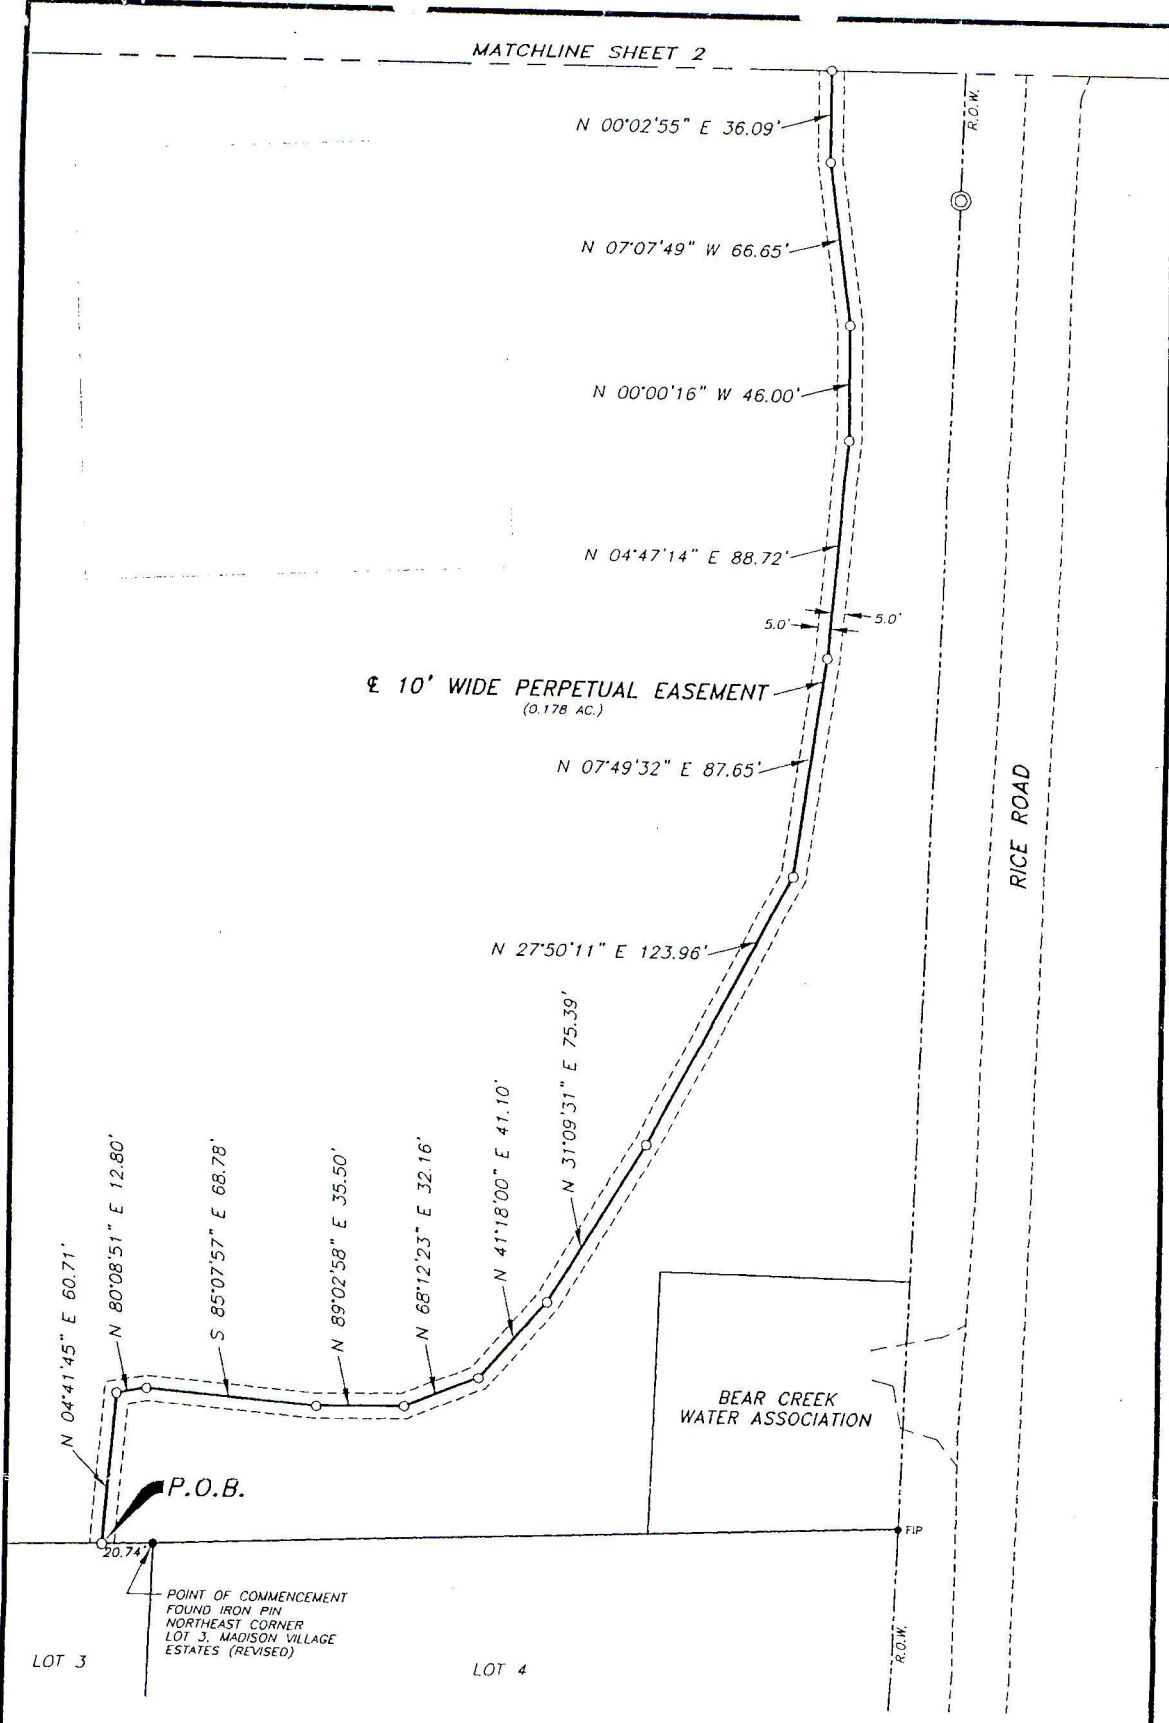 MATCHLINE SHEET 2
N 00°02'55" E 36.09'
R.O.W.
N 07°07'49" W 66.65'
N 00°00'16" W 46.00'
N 04°47'14" E 88.72'
5.0'
5.0'
℄ 10' WIDE PERPETUAL EASEMENT
(0.178 AC.)
N 07°49'32" E 87.65'
RICE ROAD
N 27°50'11" E 123.96'
N 04°41'45" E 60.71'
N 80°08'51" E 12.80'
S 85°07'57" E 68.78'
N 89°02'58" E 35.50'
N 68°12'23" E 32.16'
N 41°18'00" E 41.10'
N 31°09'31" E 75.39'
BEAR CREEK
WATER ASSOCIATION
P.O.B.
FIP
20.74'
POINT OF COMMENCEMENT
FOUND IRON PIN
NORTHEAST CORNER
LOT 3, MADISON VILLAGE
ESTATES (REVISED)
R.O.W.
LOT 3
LOT 4